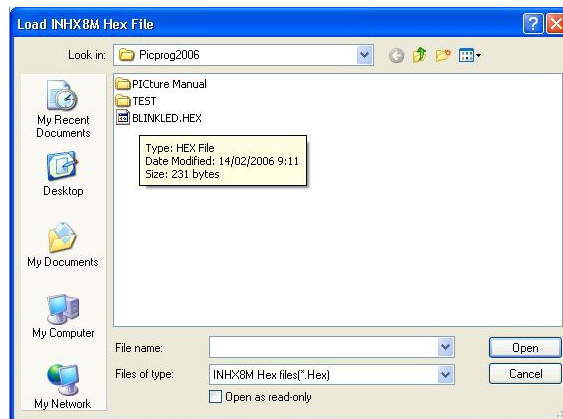 Load INHX8M Hex File
Look in: Picprog2006
PICture Manual
TEST
BLINKLED.HEX
Type: HEX File
Date Modified: 14/02/2006 9:11
Size: 231 bytes
My Recent
Documents
Desktop
My Documents
My Computer
My Network
File name:
Open
Files of type: INHX8M Hex files(*.Hex)
Cancel
Open as read-only